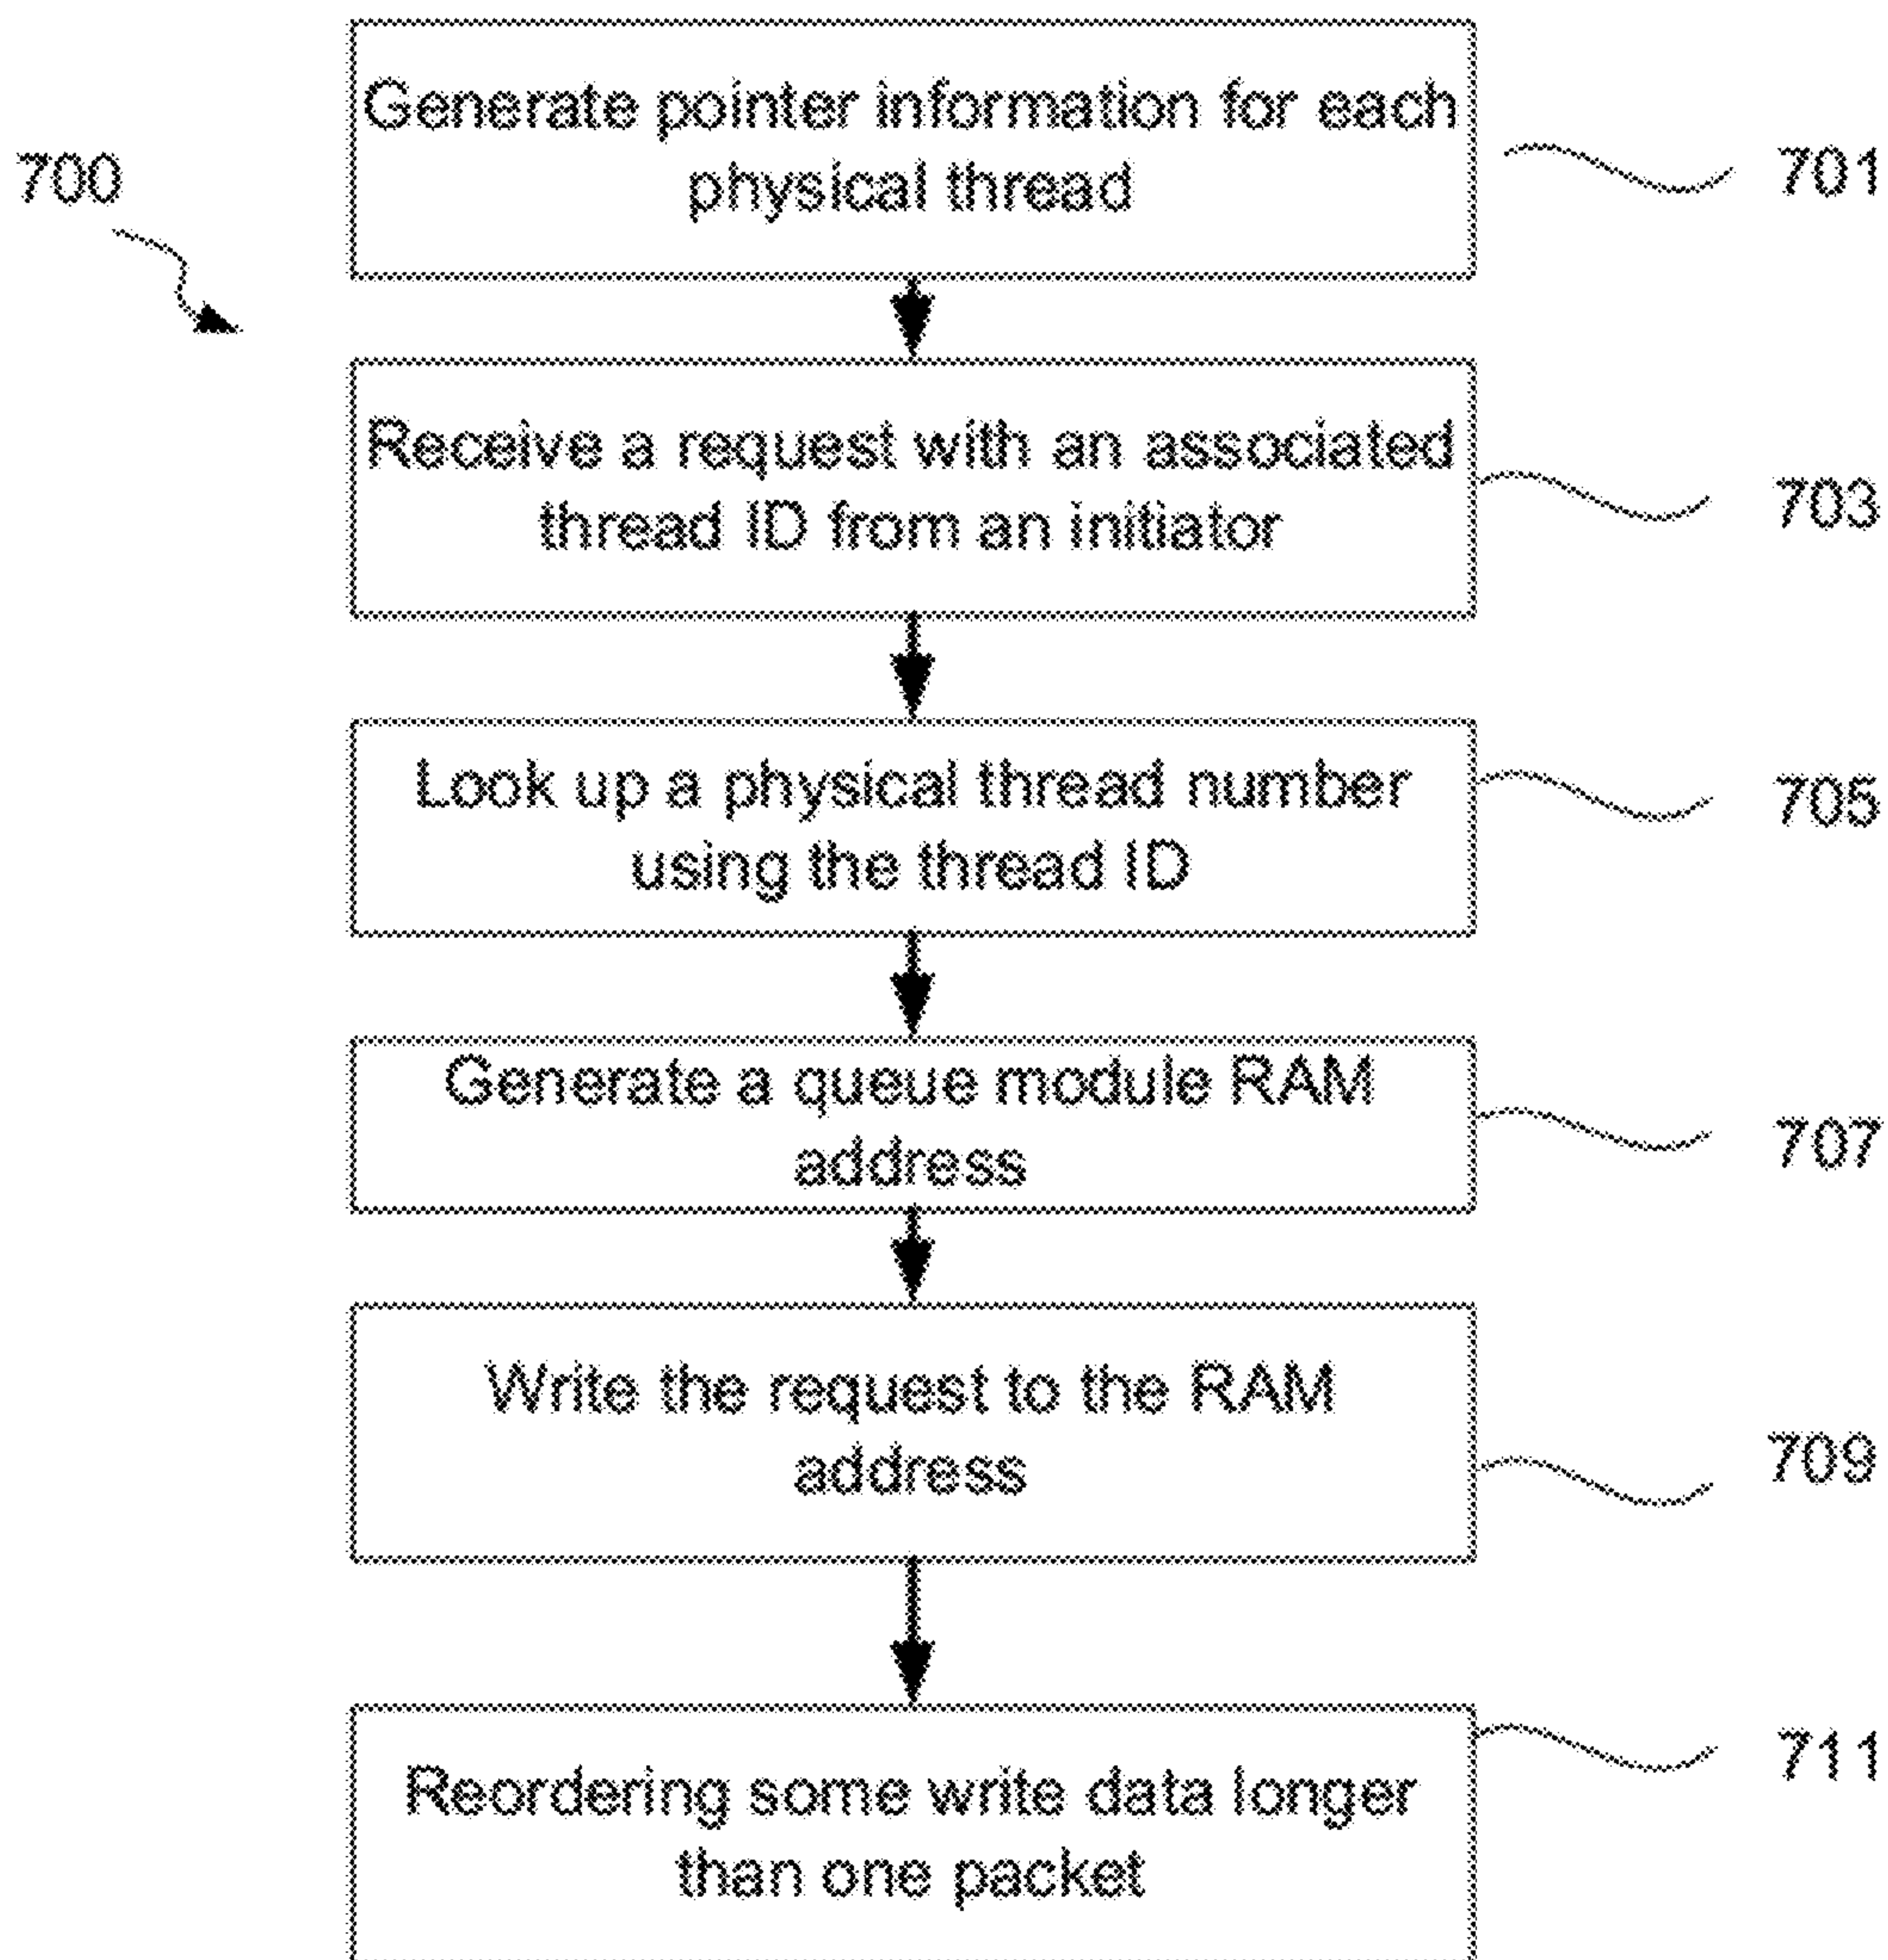 700
Generate pointer information for each
physical thread
701
Receive a request with an associated
thread ID from an initiator
703
Look up a physical thread number
using the thread ID
705
Generate a queue module RAM
address
707
Write the request to the RAM
address
709
Reordering some write data longer
than one packet
711